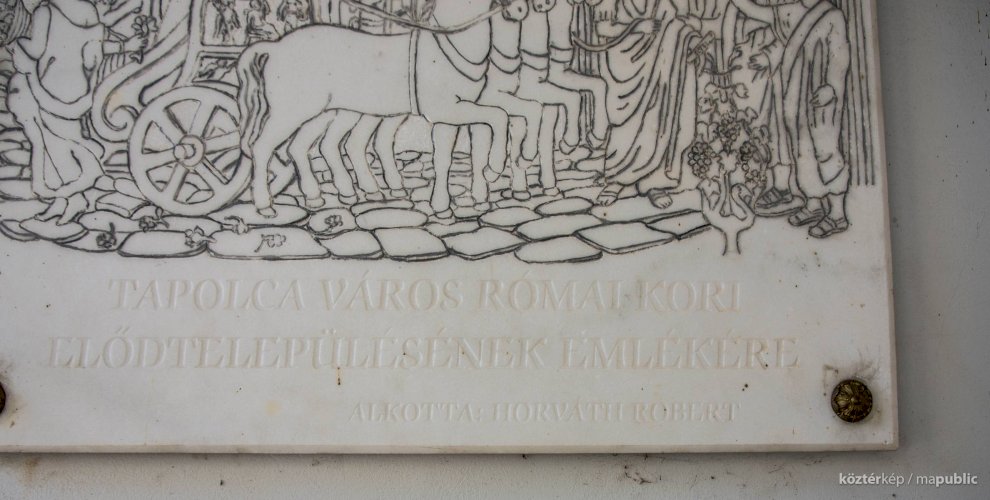 TAPOLCA VÁROS RÓMAI KORI
ELŐDTELEPÜLÉSÉNEK EMLÉKÉRE
ALKOTTA: HORVÁTH RÓBERT
köztérkép / mapublic